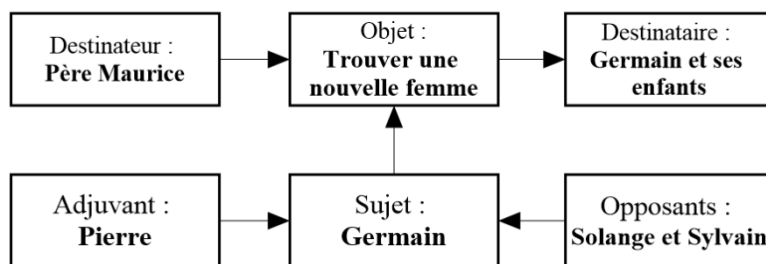 Destinateur :
Père Maurice
Objet :
Trouver une
nouvelle femme
Destinataire :
Germain et ses
enfants
Adjuvant :
Pierre
Sujet :
Germain
Opposants :
Solange et Sylvain